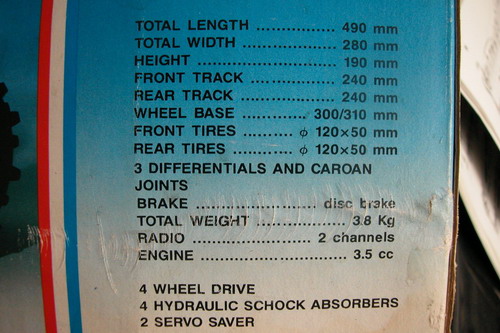 TOTAL LENGTH ................. 490 mm
TOTAL WIDTH .................... 280 mm
HEIGHT ............................. 190 mm
FRONT TRACK .................. 240 mm
REAR TRACK .................... 240 mm
WHEEL BASE ............. 300/310 mm
FRONT TIRES .......... φ 120×50 mm
REAR TIRES ............ φ 120×50 mm
3 DIFFERENTIALS AND CAROAN
JOINTS
BRAKE .......................... disc brake
TOTAL WEIGHT ................... 3.8 Kg
RADIO ......................... 2 channels
ENGINE ................................ 3.5 cc
4 WHEEL DRIVE
4 HYDRAULIC SCHOCK ABSORBERS
2 SERVO SAVER